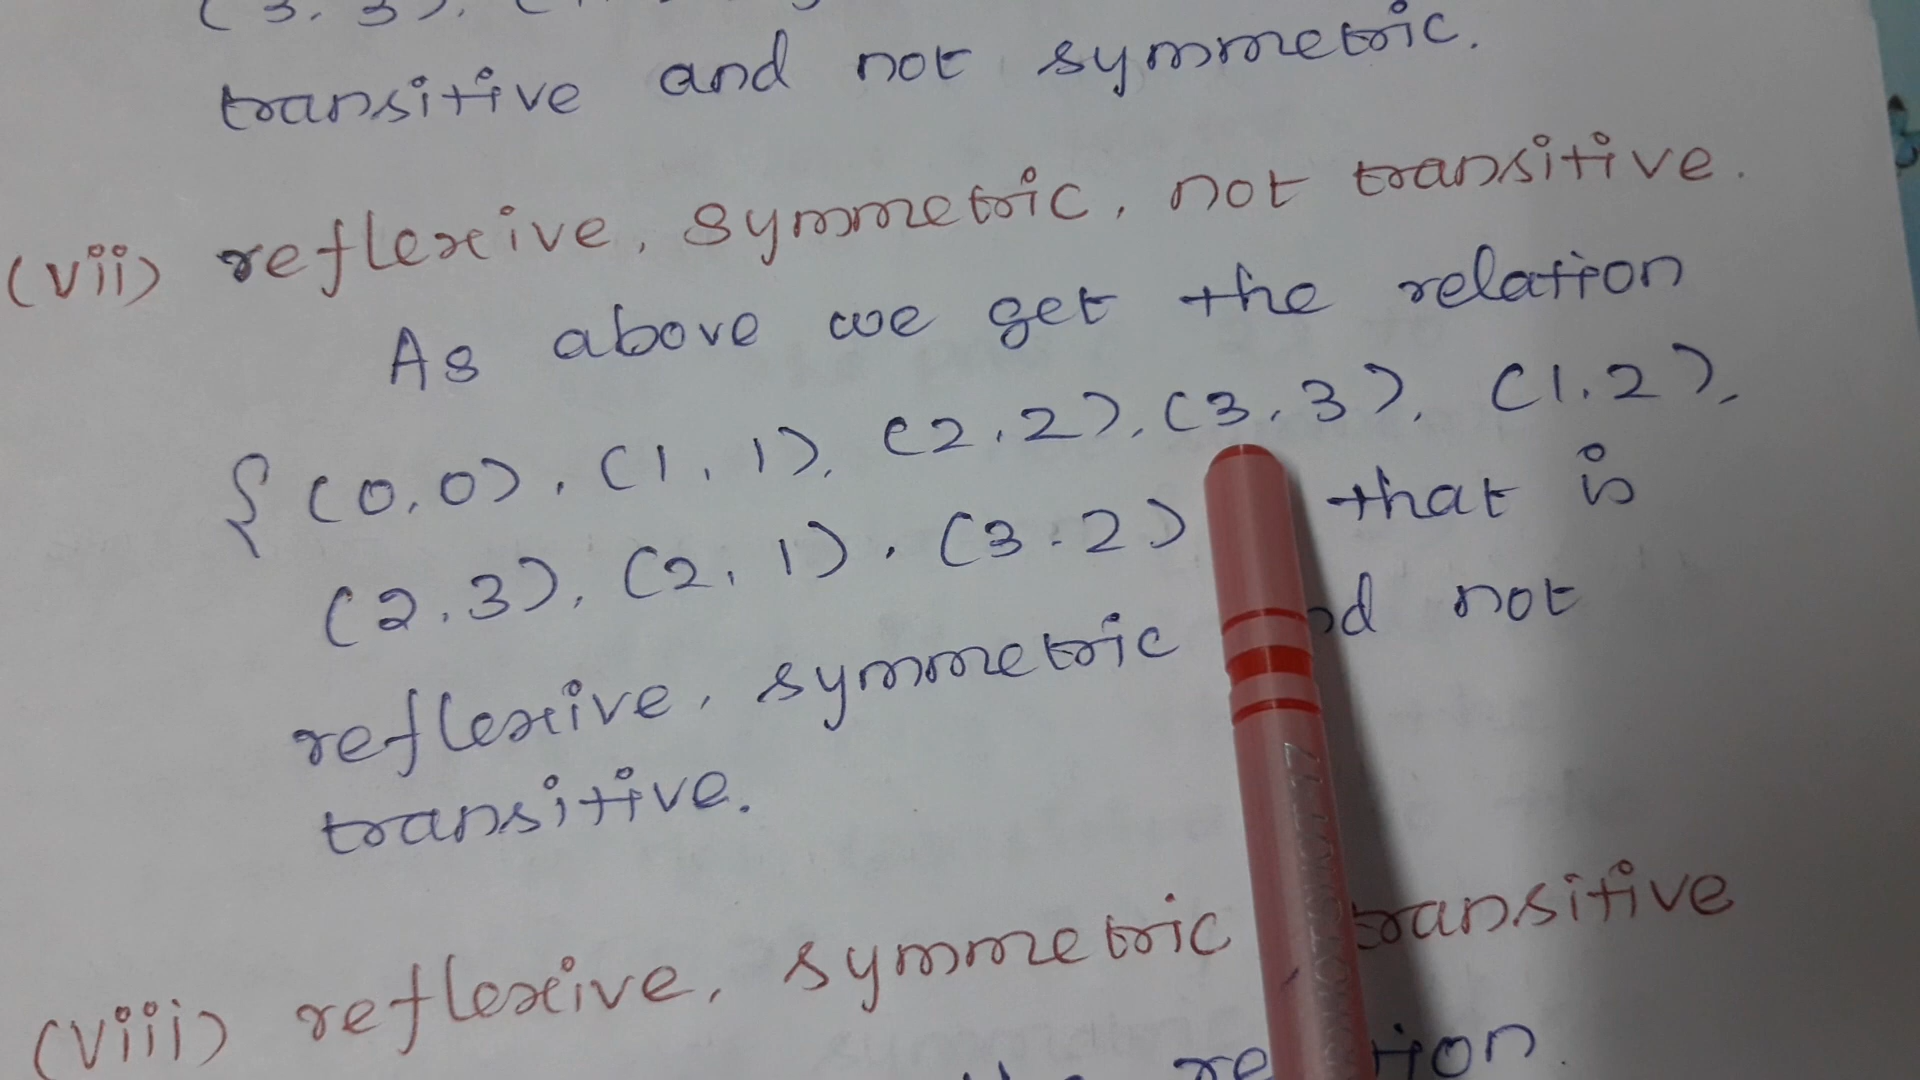 (3, 3),
transitive and not symmetric.
(vii) reflexive, symmetric, not transitive.
As above we get the relation
{(0,0), (1, 1), (2,2), (3, 3), (1,2),
(2,3), (2, 1), (3,2) that is
reflexive, symmetric not
transitive.
(viii) reflexive, symmetric transitive